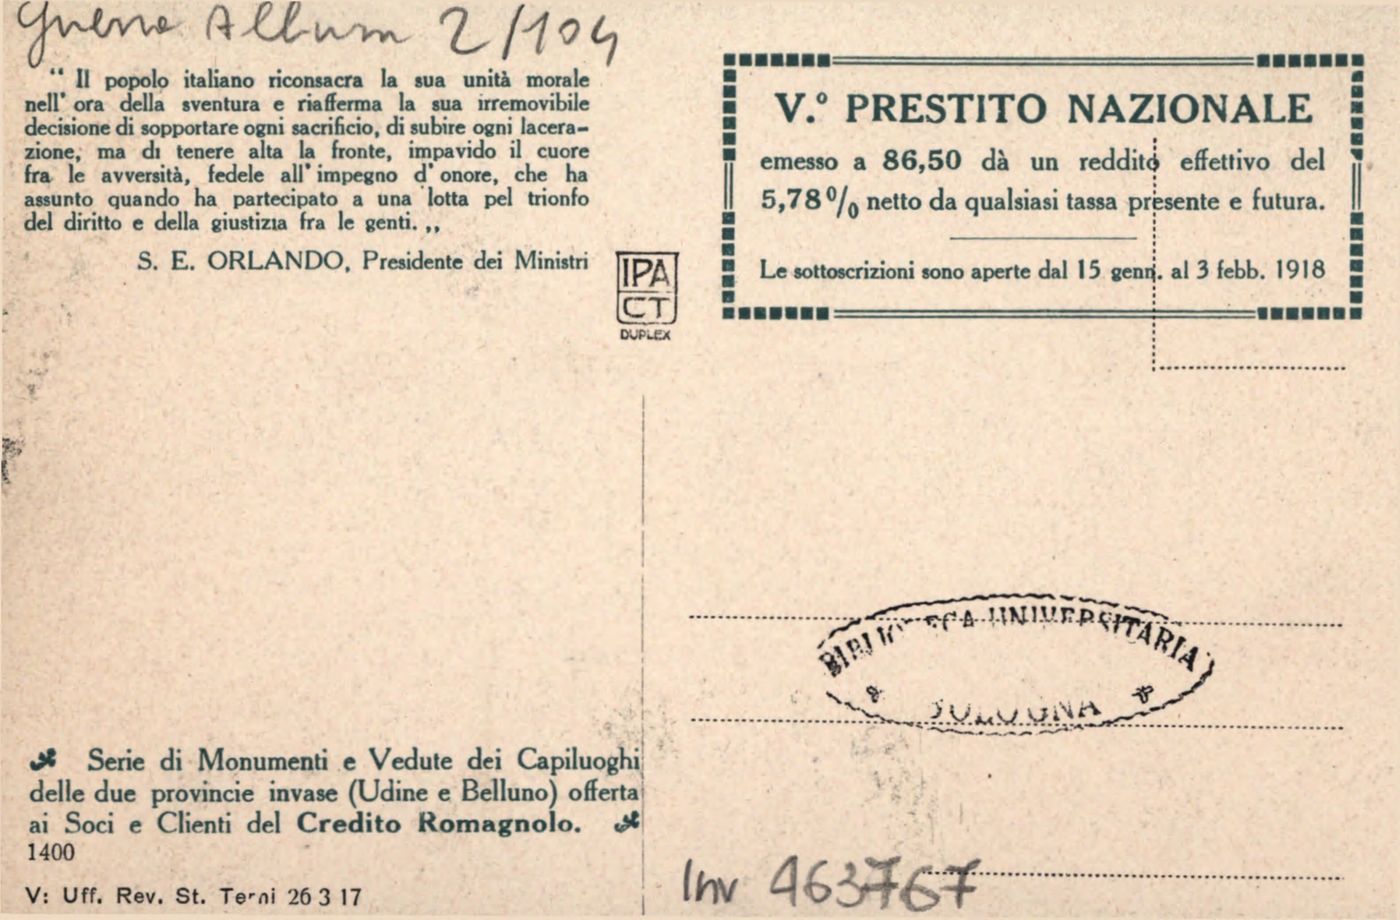 Guerra Album 2/104
“ Il popolo italiano riconsacra la sua unità morale
nell' ora della sventura e riafferma la sua irremovibile
decisione di sopportare ogni sacrificio, di subire ogni lacera-
zione, ma di tenere alta la fronte, impavido il cuore
fra le avversità, fedele all' impegno d' onore, che ha
assunto quando ha partecipato a una lotta pel trionfo
del diritto e della giustizia fra le genti. „
S. E. ORLANDO, Presidente dei Ministri
IPA
CT
DUPLEX
V.º PRESTITO NAZIONALE
emesso a 86,50 dà un reddito effettivo del
5,78 % netto da qualsiasi tassa presente e futura.
Le sottoscrizioni sono aperte dal 15 genn. al 3 febb. 1918
BIBLIOTECA UNIVERSITARIA
BOLOGNA
Serie di Monumenti e Vedute dei Capiluoghi
delle due provincie invase (Udine e Belluno) offerta
ai Soci e Clienti del Credito Romagnolo.
1400
V: Uff. Rev. St. Terni 26 3 17
Inv 463767